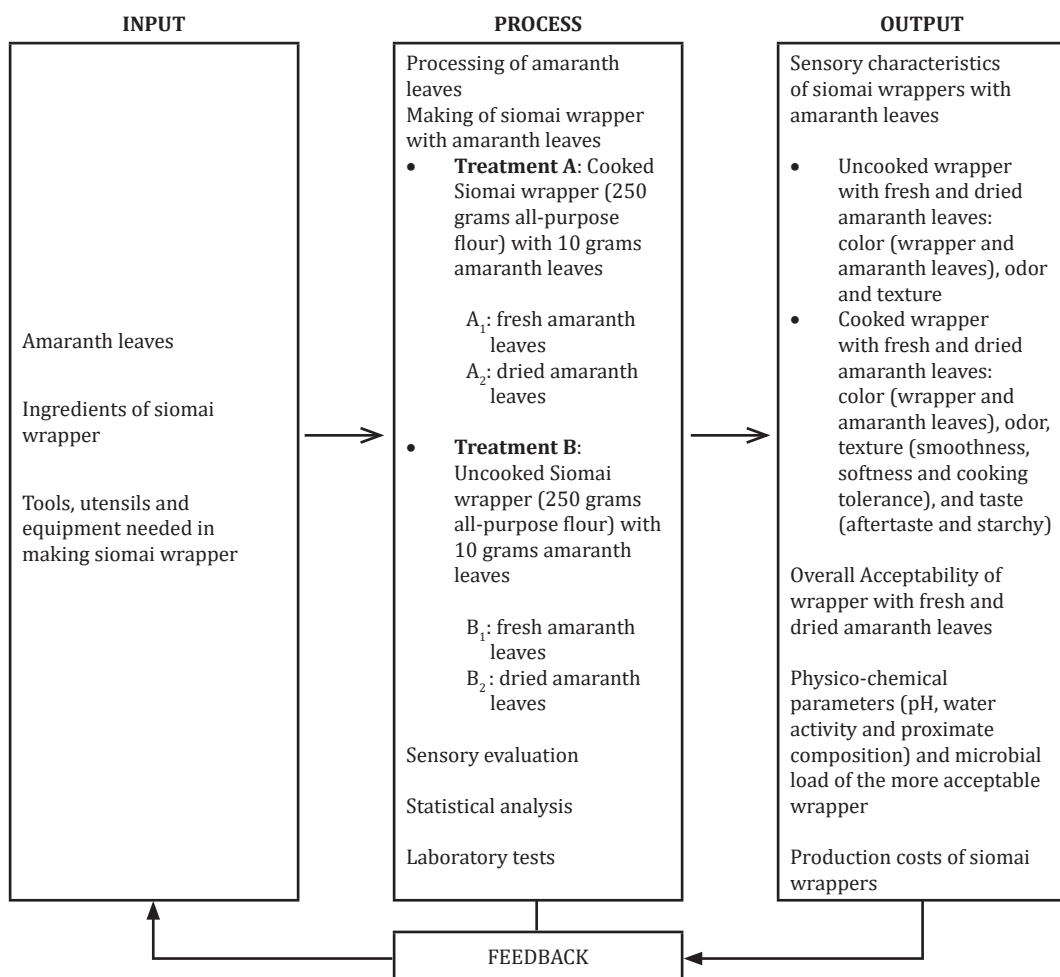 INPUT
Amaranth leaves
Ingredients of siomai
wrapper
Tools, utensils and
equipment needed in
making siomai wrapper
PROCESS
Processing of amaranth
leaves
Making of siomai wrapper
with amaranth leaves
• Treatment A: Cooked
Siomai wrapper (250
grams all-purpose
flour) with 10 grams
amaranth leaves
A₁: fresh amaranth
leaves
A₂: dried amaranth
leaves
• Treatment B:
Uncooked Siomai
wrapper (250 grams
all-purpose flour) with
10 grams amaranth
leaves
B₁: fresh amaranth
leaves
B₂: dried amaranth
leaves
Sensory evaluation
Statistical analysis
Laboratory tests
OUTPUT
Sensory characteristics
of siomai wrappers with
amaranth leaves
• Uncooked wrapper
with fresh and dried
amaranth leaves:
color (wrapper and
amaranth leaves), odor
and texture
• Cooked wrapper
with fresh and dried
amaranth leaves:
color (wrapper and
amaranth leaves), odor,
texture (smoothness,
softness and cooking
tolerance), and taste
(aftertaste and starchy)
Overall Acceptability of
wrapper with fresh and
dried amaranth leaves
Physico-chemical
parameters (pH, water
activity and proximate
composition) and microbial
load of the more acceptable
wrapper
Production costs of siomai
wrappers
FEEDBACK